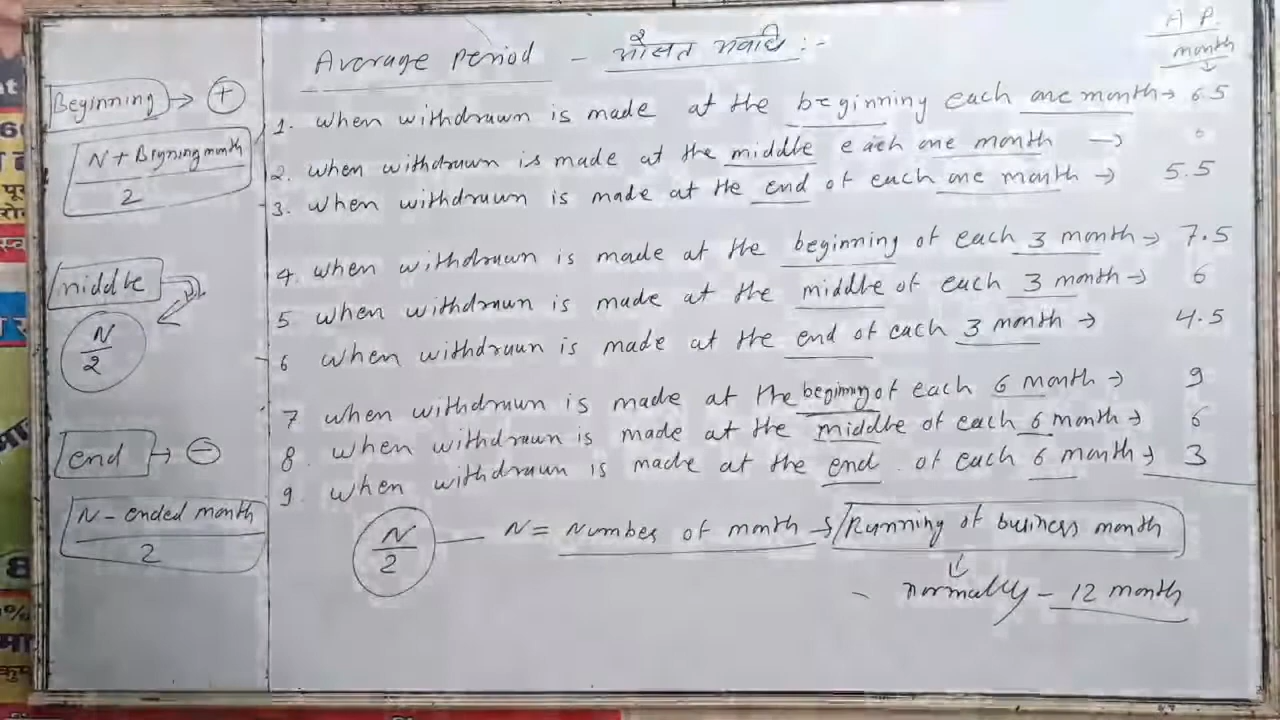 A.P.
month
Average Period - औसत अवधि :-
Beginning → +
N + Bigning month
2
middle
N
2
end → -
N - ended month
2
1. when withdrawn is made at the beginning each one month → 6.5
2. when withdrawn is made at the middle each one month →
3. when withdrawn is made at the end of each one month → 5.5
4. when withdrawn is made at the beginning of each 3 month → 7.5
5 when withdrawn is made at the middle of each 3 month → 6
6 when withdrawn is made at the end of each 3 month → 4.5
7 when withdrawn is made at the beginnig of each 6 month → 9
8. when withdrawn is made at the middle of each 6 month → 6
9. when withdrawn is made at the end of each 6 month → 3
N
2
N = Number of month → Running of business month
normally - 12 month